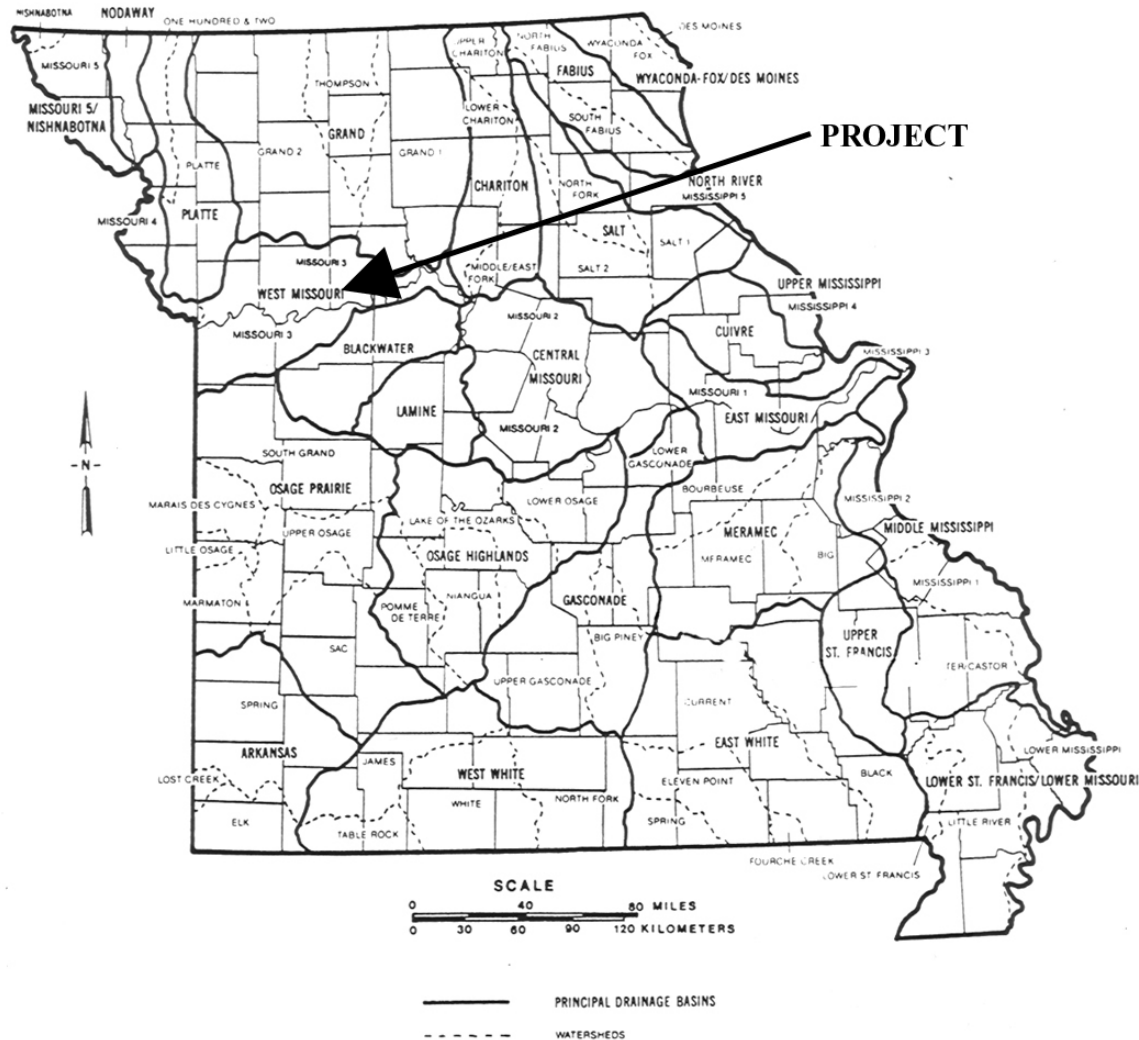 NISHNABOTNA
NODAWAY
ONE HUNDRED & TWO
UPPER
CHARITON
NORTH
FABIUS
WYACONDA
FOX
DES MOINES
MISSOURI 5
THOMPSON
FABIUS
WYACONDA-FOX/DES MOINES
MISSOURI 5/
NISHNABOTNA
LOWER
CHARITON
SOUTH
FABIUS
GRAND
PROJECT
PLATTE
GRAND 2
GRAND 1
CHARITON
NORTH
FORK
NORTH RIVER
MISSISSIPPI 5
MISSOURI 4
PLATTE
SALT
SALT 1
MISSOURI 3
MIDDLE/EAST
FORK
SALT 2
WEST MISSOURI
UPPER MISSISSIPPI
MISSISSIPPI 4
MISSOURI 2
MISSOURI 3
CUIVRE
BLACKWATER
CENTRAL
MISSOURI
MISSISSIPPI 3
MISSOURI 1
LAMINE
EAST MISSOURI
MISSOURI 2
SOUTH GRAND
LOWER
GASCONADE
OSAGE PRAIRIE
BOURBEUSE
MARAIS DES CYGNES
LOWER OSAGE
MISSISSIPPI 2
-N-
LAKE OF THE OZARKS
UPPER OSAGE
MERAMEC
MIDDLE MISSISSIPPI
LITTLE OSAGE
OSAGE HIGHLANDS
MERAMEC
BIG
MISSISSIPPI 1
MARMATON
NIANGUA
GASCONADE
POMME
DE TERRE
BIG PINEY
UPPER
ST. FRANCIS
SAC
TER/CASTOR
UPPER GASCONADE
SPRING
CURRENT
ARKANSAS
EAST WHITE
LOWER MISSISSIPPI
JAMES
LOST CREEK
WEST WHITE
ELEVEN POINT
BLACK
LOWER ST. FRANCIS/LOWER MISSOURI
WHITE
NORTH FORK
ELK
TABLE ROCK
SPRING
LITTLE RIVER
FOURCHE CREEK
LOWER ST. FRANCIS
SCALE
0 40 80 MILES
0 30 60 90 120 KILOMETERS
PRINCIPAL DRAINAGE BASINS
WATERSHEDS